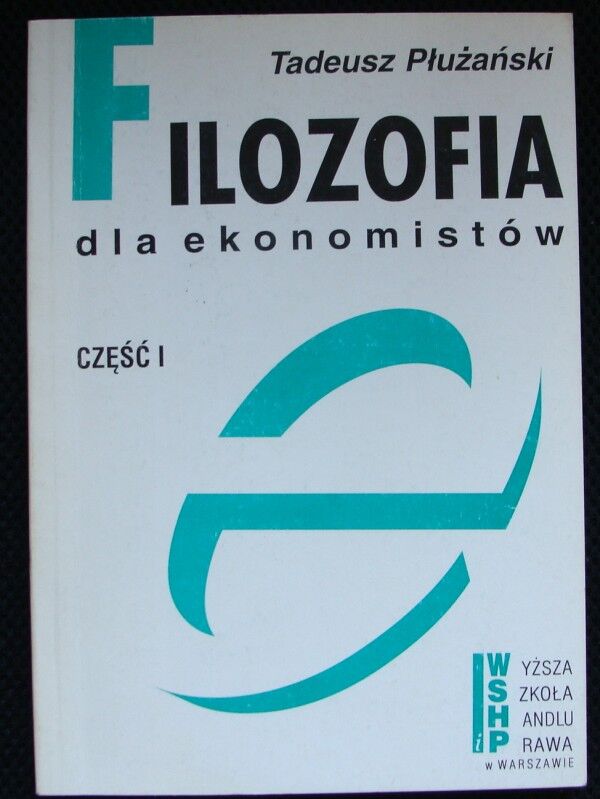 Tadeusz Płużański
FILOZOFIA
dla ekonomistów
CZĘŚĆ I
WYŻSZA
SZKOŁA
HANDLU
i PRAWA
w WARSZAWIE